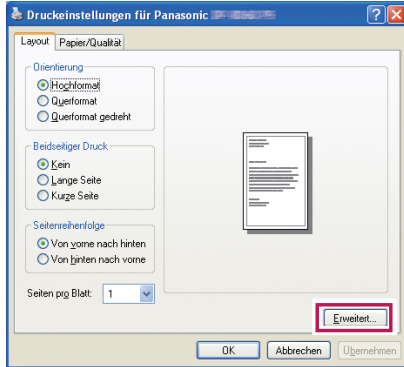 Druckeinstellungen für Panasonic
Layout
Papier/Qualität
Orientierung
Hochformat
Querformat
Querformat gedreht
Beidseitiger Druck
Kein
Lange Seite
Kurze Seite
Seitenreihenfolge
Von vorne nach hinten
Von hinten nach vorne
Seiten pro Blatt: 1
Erweitert...
OK
Abbrechen
Übernehmen